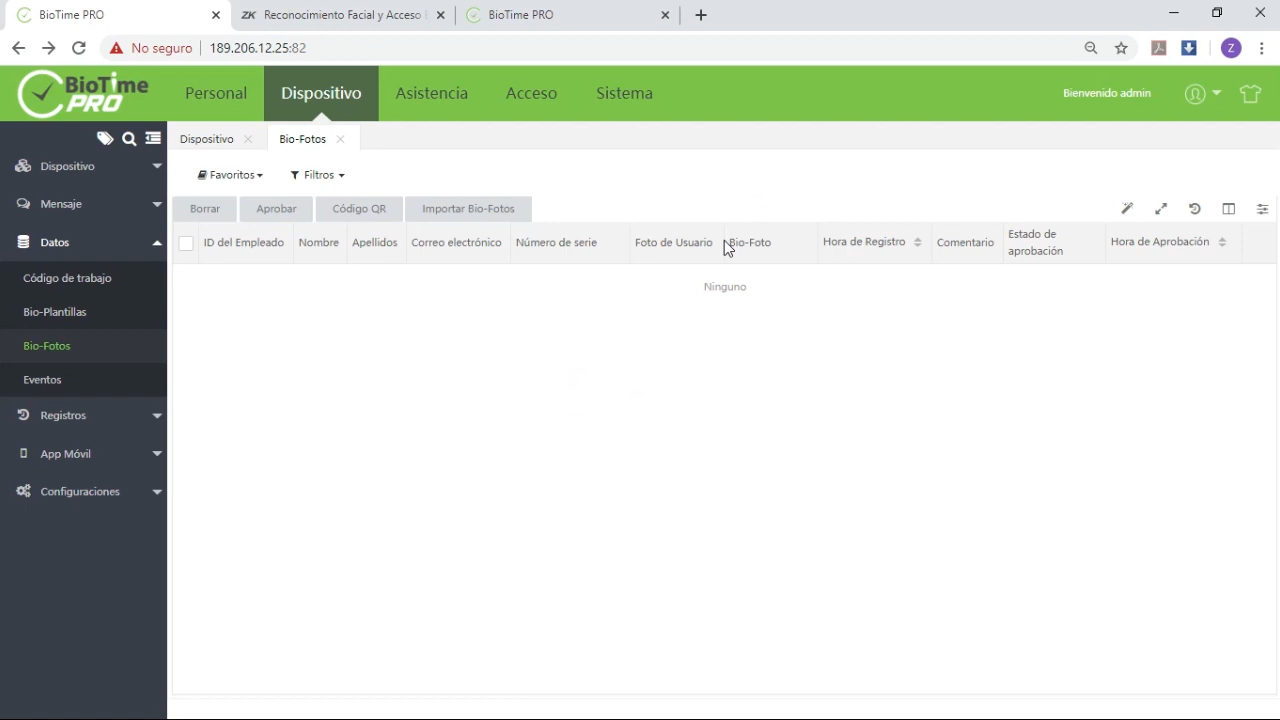 BioTime PRO
ZK Reconocimiento Facial y Acceso
BioTime PRO
No seguro
189.206.12.25:82
Z
BioTime PRO
Personal
Dispositivo
Asistencia
Acceso
Sistema
Bienvenido admin
Dispositivo
Bio-Fotos
Dispositivo
Mensaje
Datos
Código de trabajo
Bio-Plantillas
Bio-Fotos
Eventos
Registros
App Móvil
Configuraciones
Favoritos
Filtros
Borrar
Aprobar
Código QR
Importar Bio-Fotos
ID del Empleado
Nombre
Apellidos
Correo electrónico
Número de serie
Foto de Usuario
Bio-Foto
Hora de Registro
Comentario
Estado de
aprobación
Hora de Aprobación
Ninguno